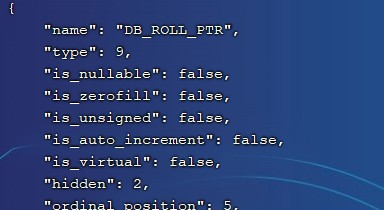 {
"name": "DB_ROLL_PTR",
"type": 9,
"is_nullable": false,
"is_zerofill": false,
"is_unsigned": false,
"is_auto_increment": false,
"is_virtual": false,
"hidden": 2,
"ordinal_position": 5,